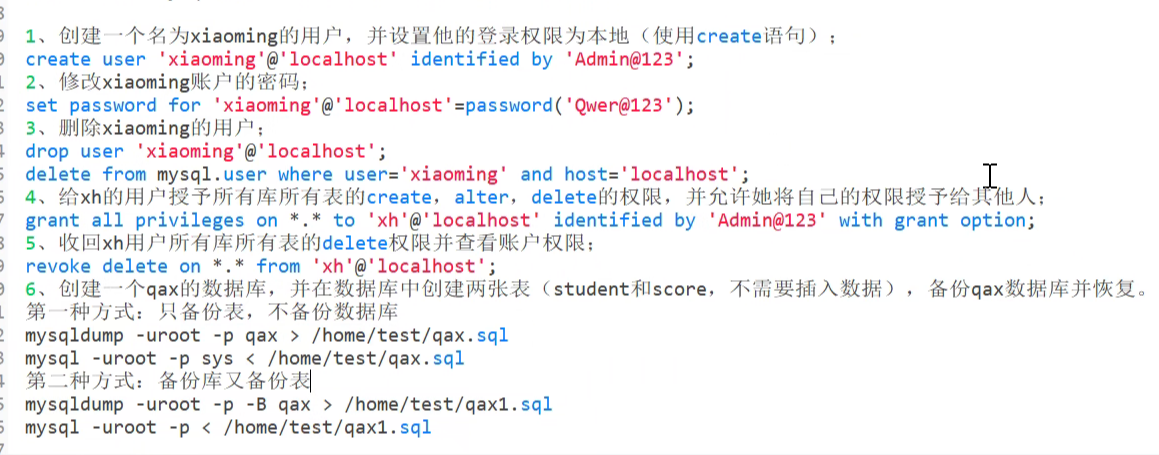 1、创建一个名为xiaoming的用户，并设置他的登录权限为本地（使用create语句）；
create user 'xiaoming'@'localhost' identified by 'Admin@123';
2、修改xiaoming账户的密码；
set password for 'xiaoming'@'localhost'=password('Qwer@123');
3、删除xiaoming的用户；
drop user 'xiaoming'@'localhost';
delete from mysql.user where user='xiaoming' and host='localhost';
4、给xh的用户授予所有库所有表的create，alter，delete的权限，并允许她将自己的权限授予给其他人；
grant all privileges on *.* to 'xh'@'localhost' identified by 'Admin@123' with grant option;
5、收回xh用户所有库所有表的delete权限并查看账户权限；
revoke delete on *.* from 'xh'@'localhost';
6、创建一个qax的数据库，并在数据库中创建两张表（student和score，不需要插入数据），备份qax数据库并恢复。
第一种方式：只备份表，不备份数据库
mysqldump -uroot -p qax > /home/test/qax.sql
mysql -uroot -p sys < /home/test/qax.sql
第二种方式：备份库又备份表
mysqldump -uroot -p -B qax > /home/test/qax1.sql
mysql -uroot -p < /home/test/qax1.sql